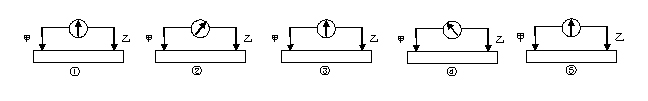 甲 乙 甲 乙 甲 乙 甲 乙 甲 乙
① ② ③ ④ ⑤